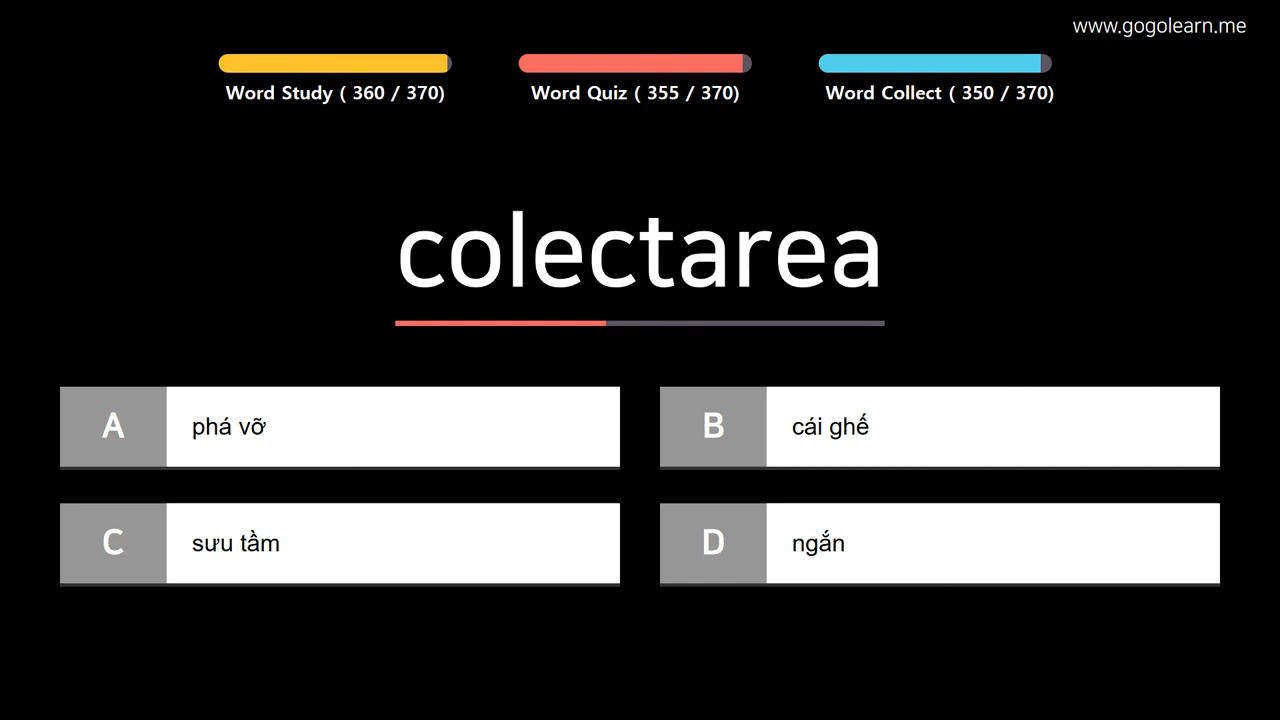 www.gogolearn.me
Word Study ( 360 / 370)
Word Quiz ( 355 / 370)
Word Collect ( 350 / 370)
colectarea
A
phá vỡ
B
cái ghế
C
sưu tầm
D
ngắn